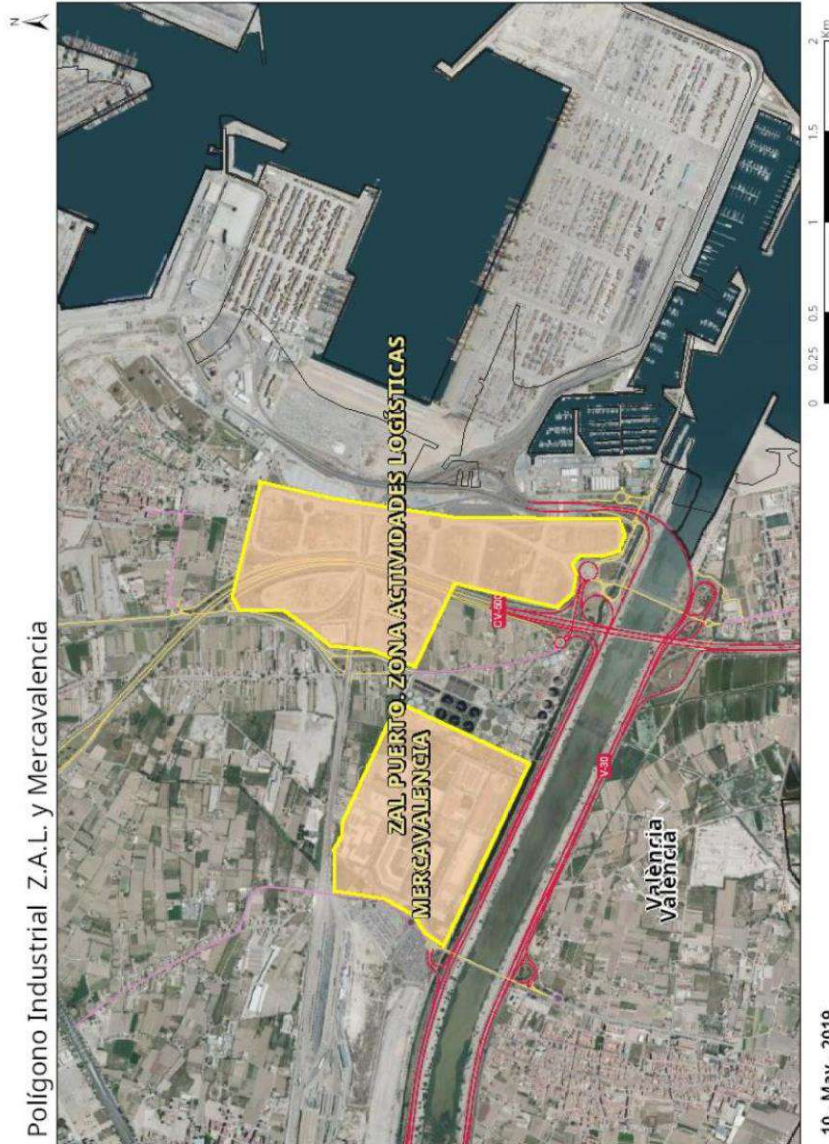 Polígono Industrial Z.A.L. y Mercavalencia
N
ZAL PUERTO. ZONA ACTIVIDADES LOGÍSTICAS
MERCAVALENCIA
CV-500
V-30
València
Valencia
0 0.25 0.5 1 1.5 2
Km
10 May 2019